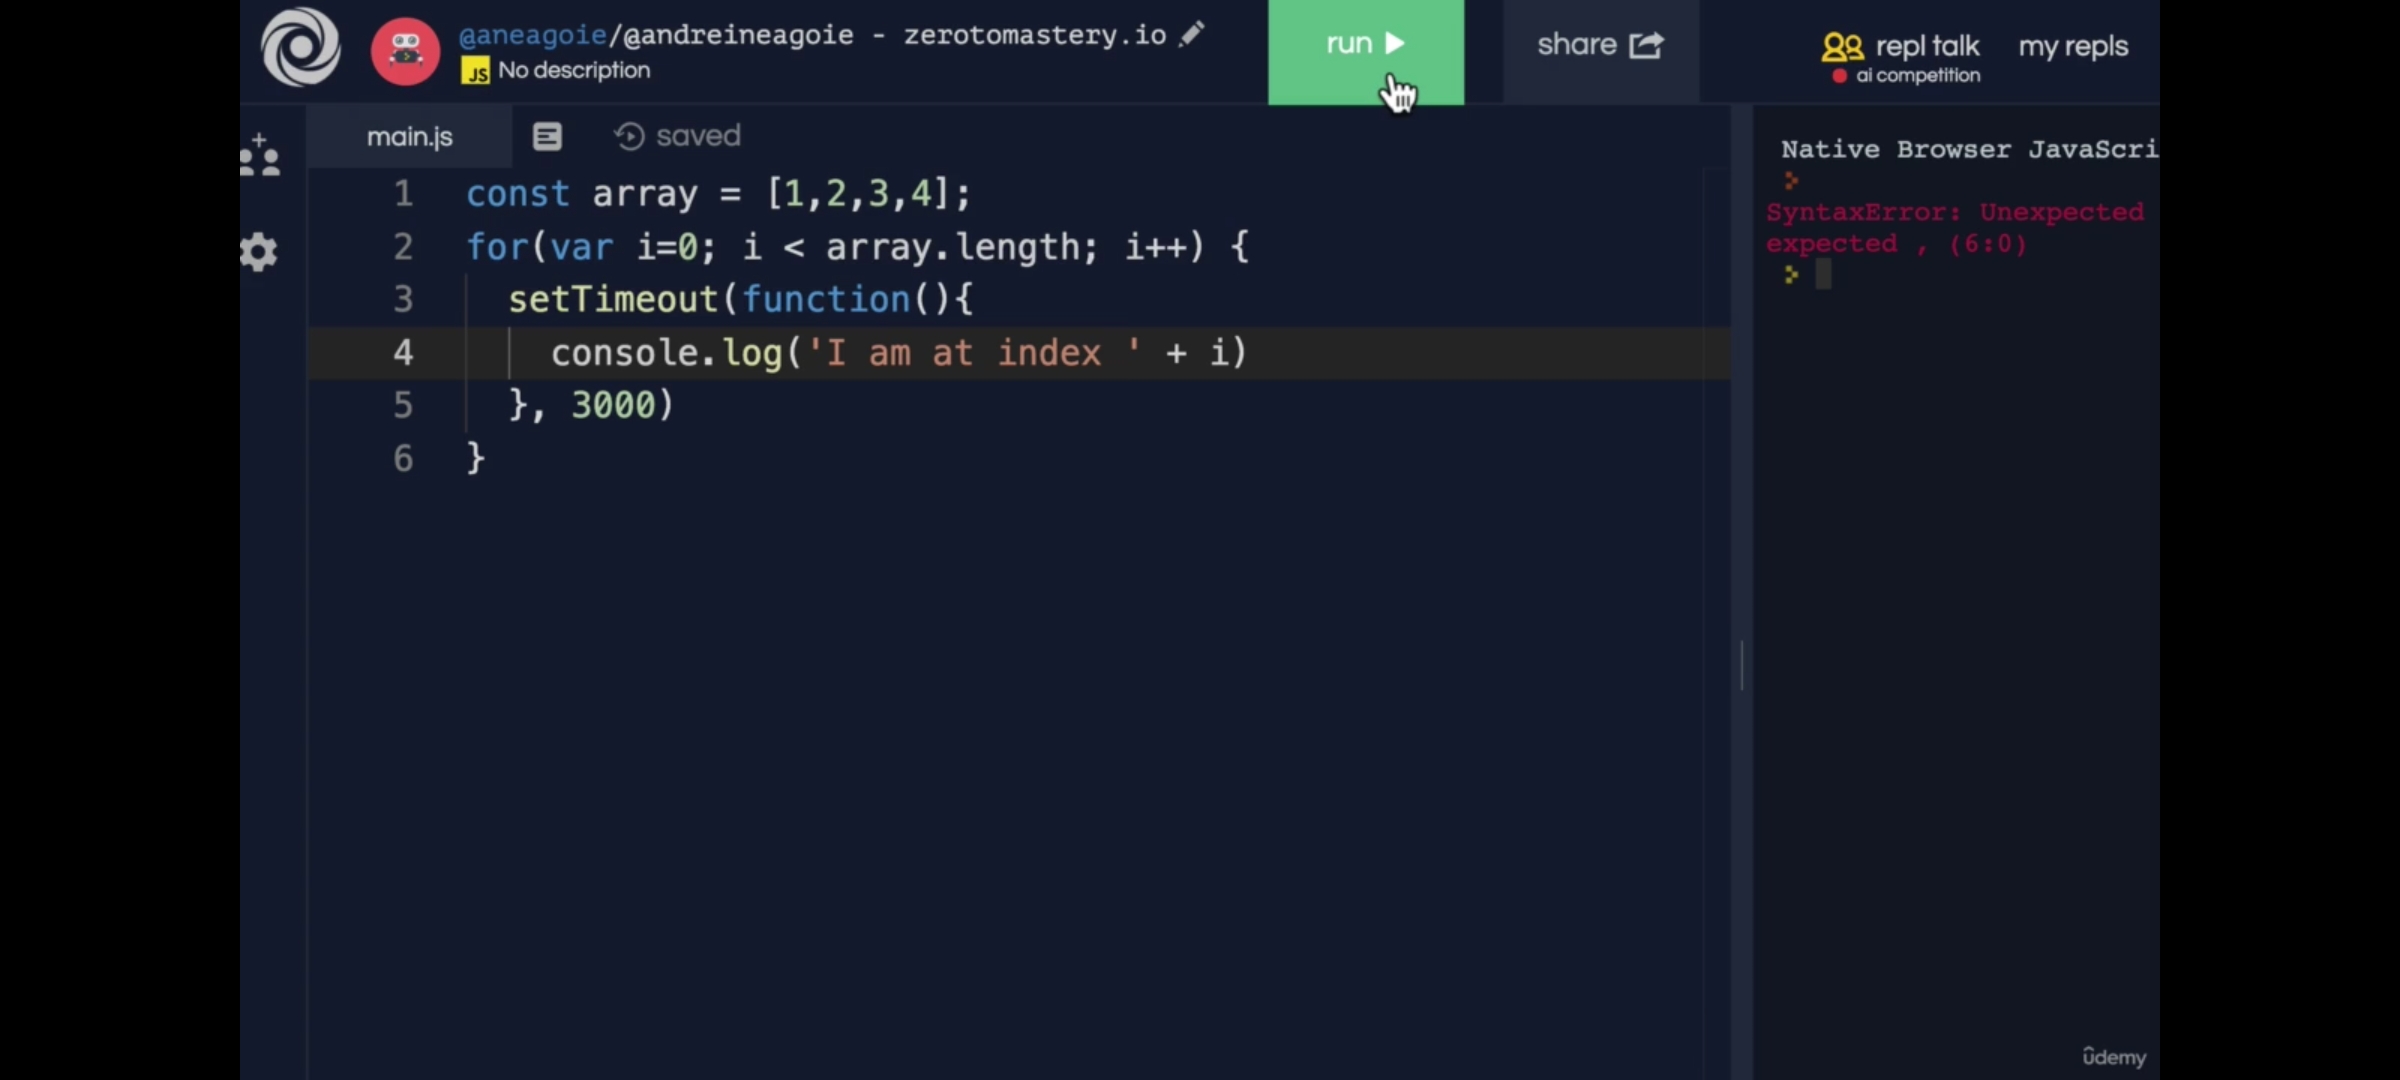 @aneagoie/@andreineagoie - zerotomastery.io
JS No description
run
share
repl talk
ai competition
my repls
main.js
saved
1 const array = [1,2,3,4];
2 for(var i=0; i < array.length; i++) {
3 setTimeout(function(){
4 console.log('I am at index ' + i)
5 }, 3000)
6 }
Native Browser JavaScri
SyntaxError: Unexpected
expected , (6:0)
ûdemy